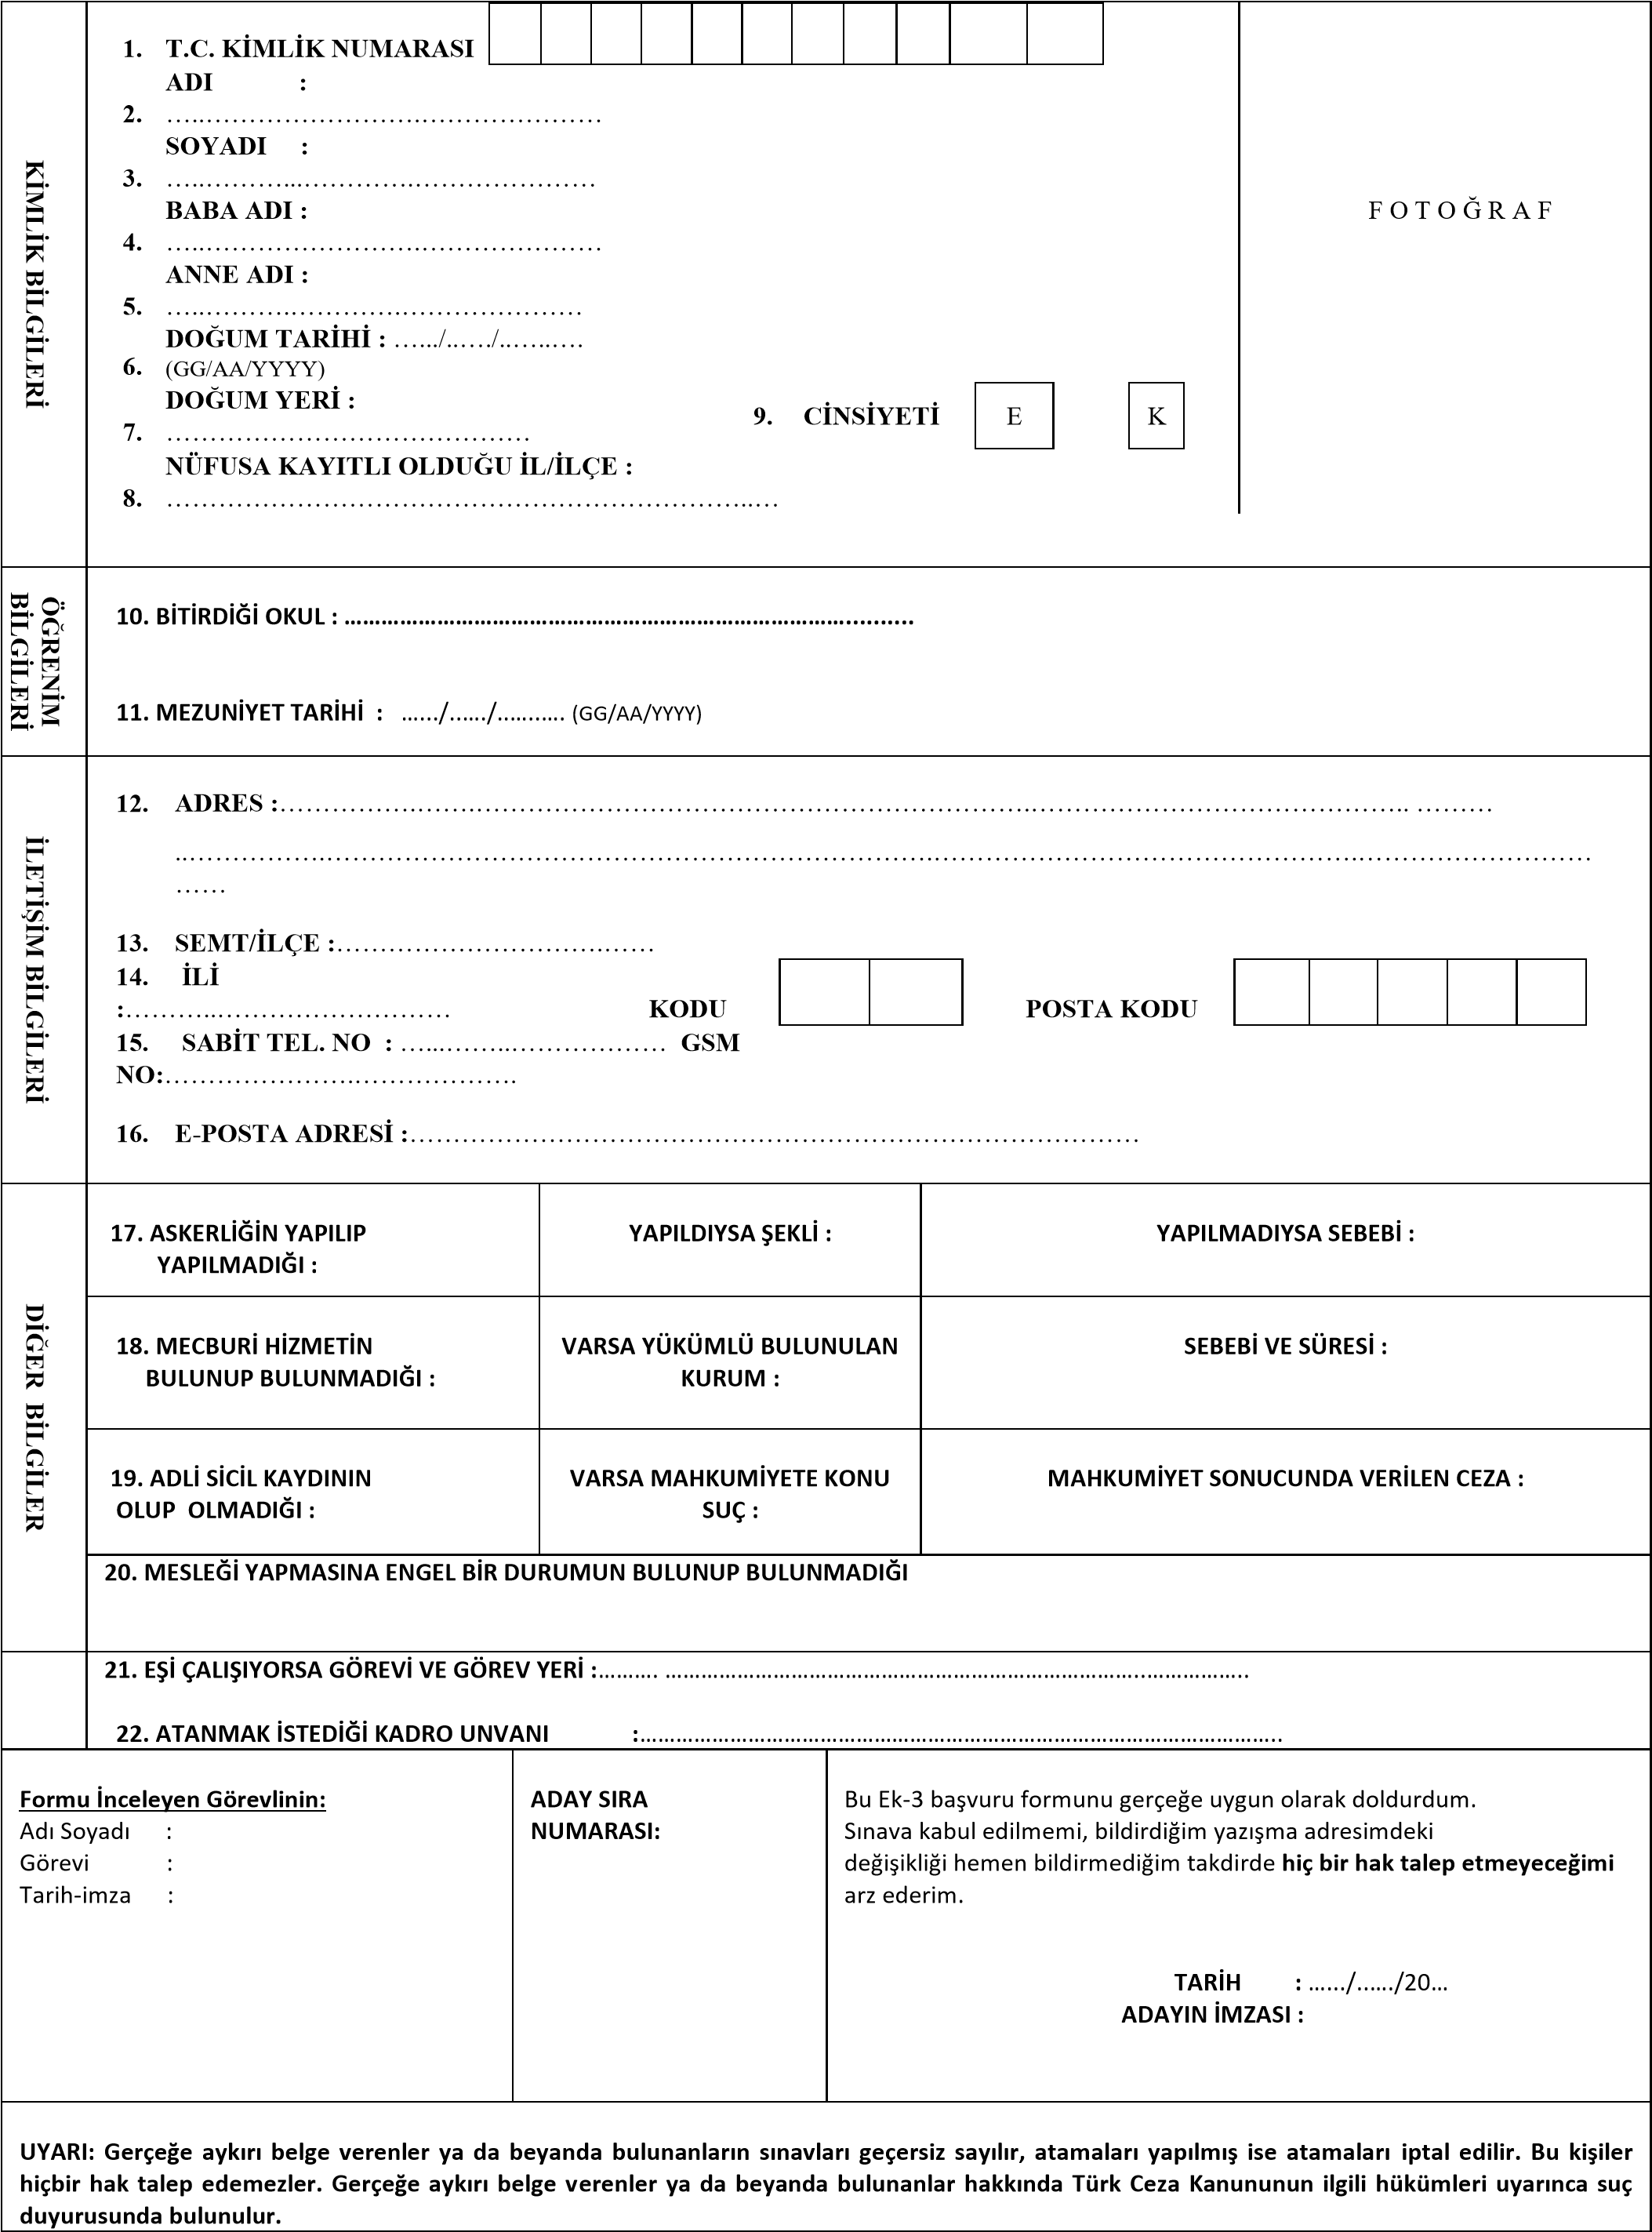 KİMLİK BİLGİLERİ
1. T.C. KİMLİK NUMARASI
ADI :
2. …..…………………….…………………
SOYADI :
3. …..………...………….…………………
BABA ADI :
4. …..…………………….…………………
ANNE ADI :
5. …..………………….…………………
DOĞUM TARİHİ : …../..…./..…..….
6. (GG/AA/YYYY)
DOĞUM YERİ :
7. ……………………………………
9. CİNSİYETİ E K
NÜFUSA KAYITLI OLDUĞU İL/İLÇE :
8. …………………………………………………………..…
F O T O Ğ R A F
ÖĞRENİM
BİLGİLERİ
10. BİTİRDİĞİ OKUL : ………………………………………………………………………..........
11. MEZUNİYET TARİHİ : ....../....../........... (GG/AA/YYYY)
İLETİŞİM BİLGİLERİ
12. ADRES :………………….……………………………………………………….…………………………………….. ………
..…………….…………………………………………………………….…………………………………………..……………………
……
13. SEMT/İLÇE :………………………….……
14. İLİ
:………..……………………… KODU POSTA KODU
15. SABİT TEL. NO : …...……..……………… GSM
NO:………………….……………….
16. E-POSTA ADRESİ :…………………………………………………………………………
DİĞER BİLGİLER
17. ASKERLİĞİN YAPILIP
YAPILMADIĞI :
YAPILDIYSA ŞEKLİ :
YAPILMADIYSA SEBEBİ :
18. MECBURİ HİZMETİN
BULUNUP BULUNMADIĞI :
VARSA YÜKÜMLÜ BULUNULAN
KURUM :
SEBEBİ VE SÜRESİ :
19. ADLİ SİCİL KAYDININ
OLUP OLMADIĞI :
VARSA MAHKUMİYETE KONU
SUÇ :
MAHKUMİYET SONUCUNDA VERİLEN CEZA :
20. MESLEĞİ YAPMASINA ENGEL BİR DURUMUN BULUNUP BULUNMADIĞI
21. EŞİ ÇALIŞIYORSA GÖREVİ VE GÖREV YERİ :………. ……………………………………………………………………..……………..
22. ATANMAK İSTEDİĞİ KADRO UNVANI :……………………………………………………………………………………………..
Formu İnceleyen Görevlinin:
Adı Soyadı :
Görevi :
Tarih-imza :
ADAY SIRA
NUMARASI:
Bu Ek-3 başvuru formunu gerçeğe uygun olarak doldurdum.
Sınava kabul edilmemi, bildirdiğim yazışma adresimdeki
değişikliği hemen bildirmediğim takdirde hiç bir hak talep etmeyeceğimi
arz ederim.
TARİH : ....../....../20…
ADAYIN İMZASI :
UYARI: Gerçeğe aykırı belge verenler ya da beyanda bulunanların sınavları geçersiz sayılır, atamaları yapılmış ise atamaları iptal edilir. Bu kişiler
hiçbir hak talep edemezler. Gerçeğe aykırı belge verenler ya da beyanda bulunanlar hakkında Türk Ceza Kanununun ilgili hükümleri uyarınca suç
duyurusunda bulunulur.